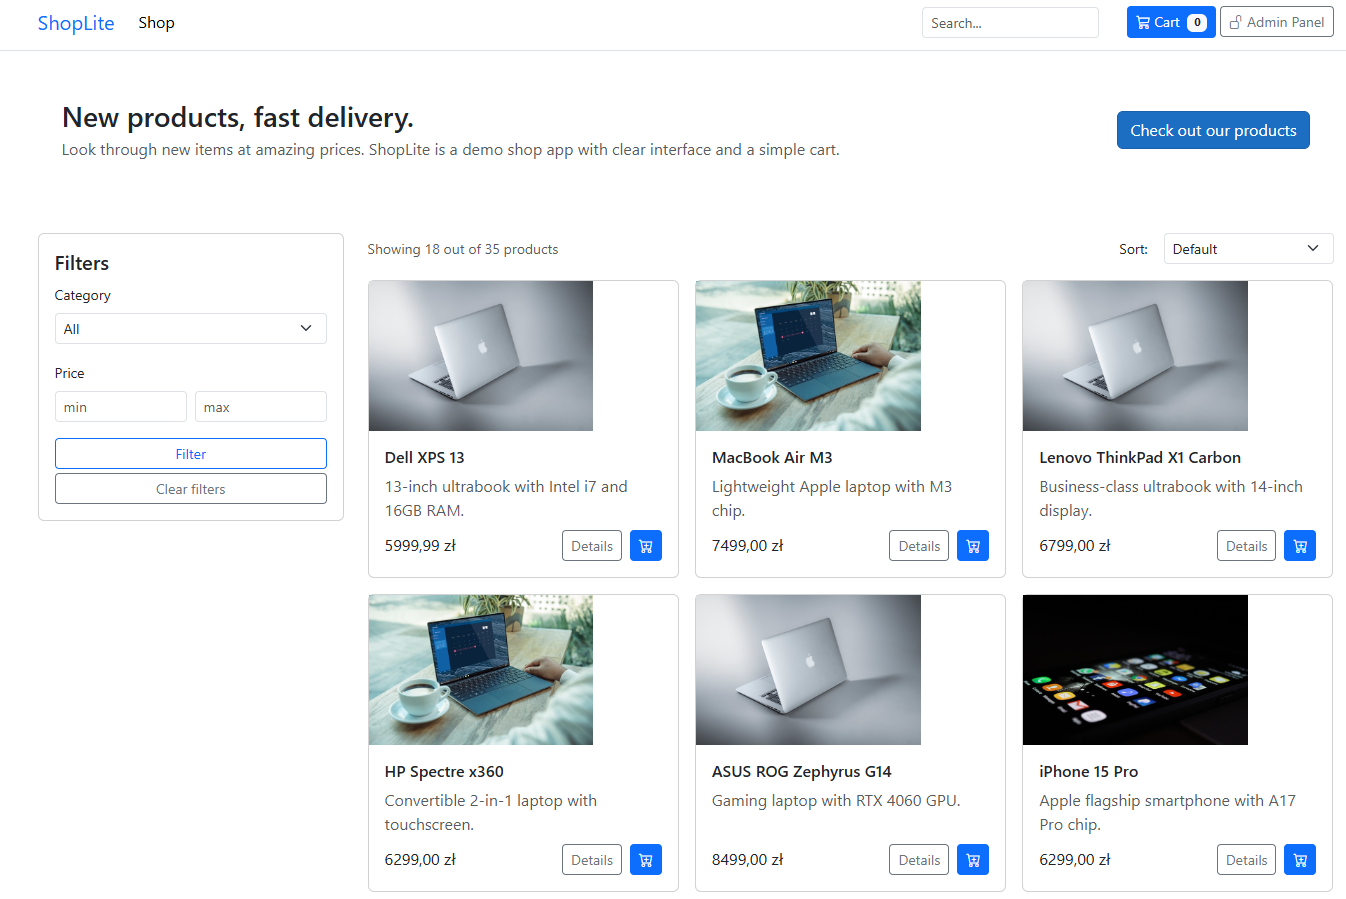 ShopLite Shop Search... Cart 0 Admin Panel
New products, fast delivery.
Look through new items at amazing prices. ShopLite is a demo shop app with clear interface and a simple cart.
Check out our products
Filters
Category
All
Price
min max
Filter
Clear filters
Showing 18 out of 35 products
Sort: Default
Dell XPS 13
13-inch ultrabook with Intel i7 and
16GB RAM.
5999,99 zł Details
MacBook Air M3
Lightweight Apple laptop with M3
chip.
7499,00 zł Details
Lenovo ThinkPad X1 Carbon
Business-class ultrabook with 14-inch
display.
6799,00 zł Details
HP Spectre x360
Convertible 2-in-1 laptop with
touchscreen.
6299,00 zł Details
ASUS ROG Zephyrus G14
Gaming laptop with RTX 4060 GPU.
8499,00 zł Details
iPhone 15 Pro
Apple flagship smartphone with A17
Pro chip.
6299,00 zł Details